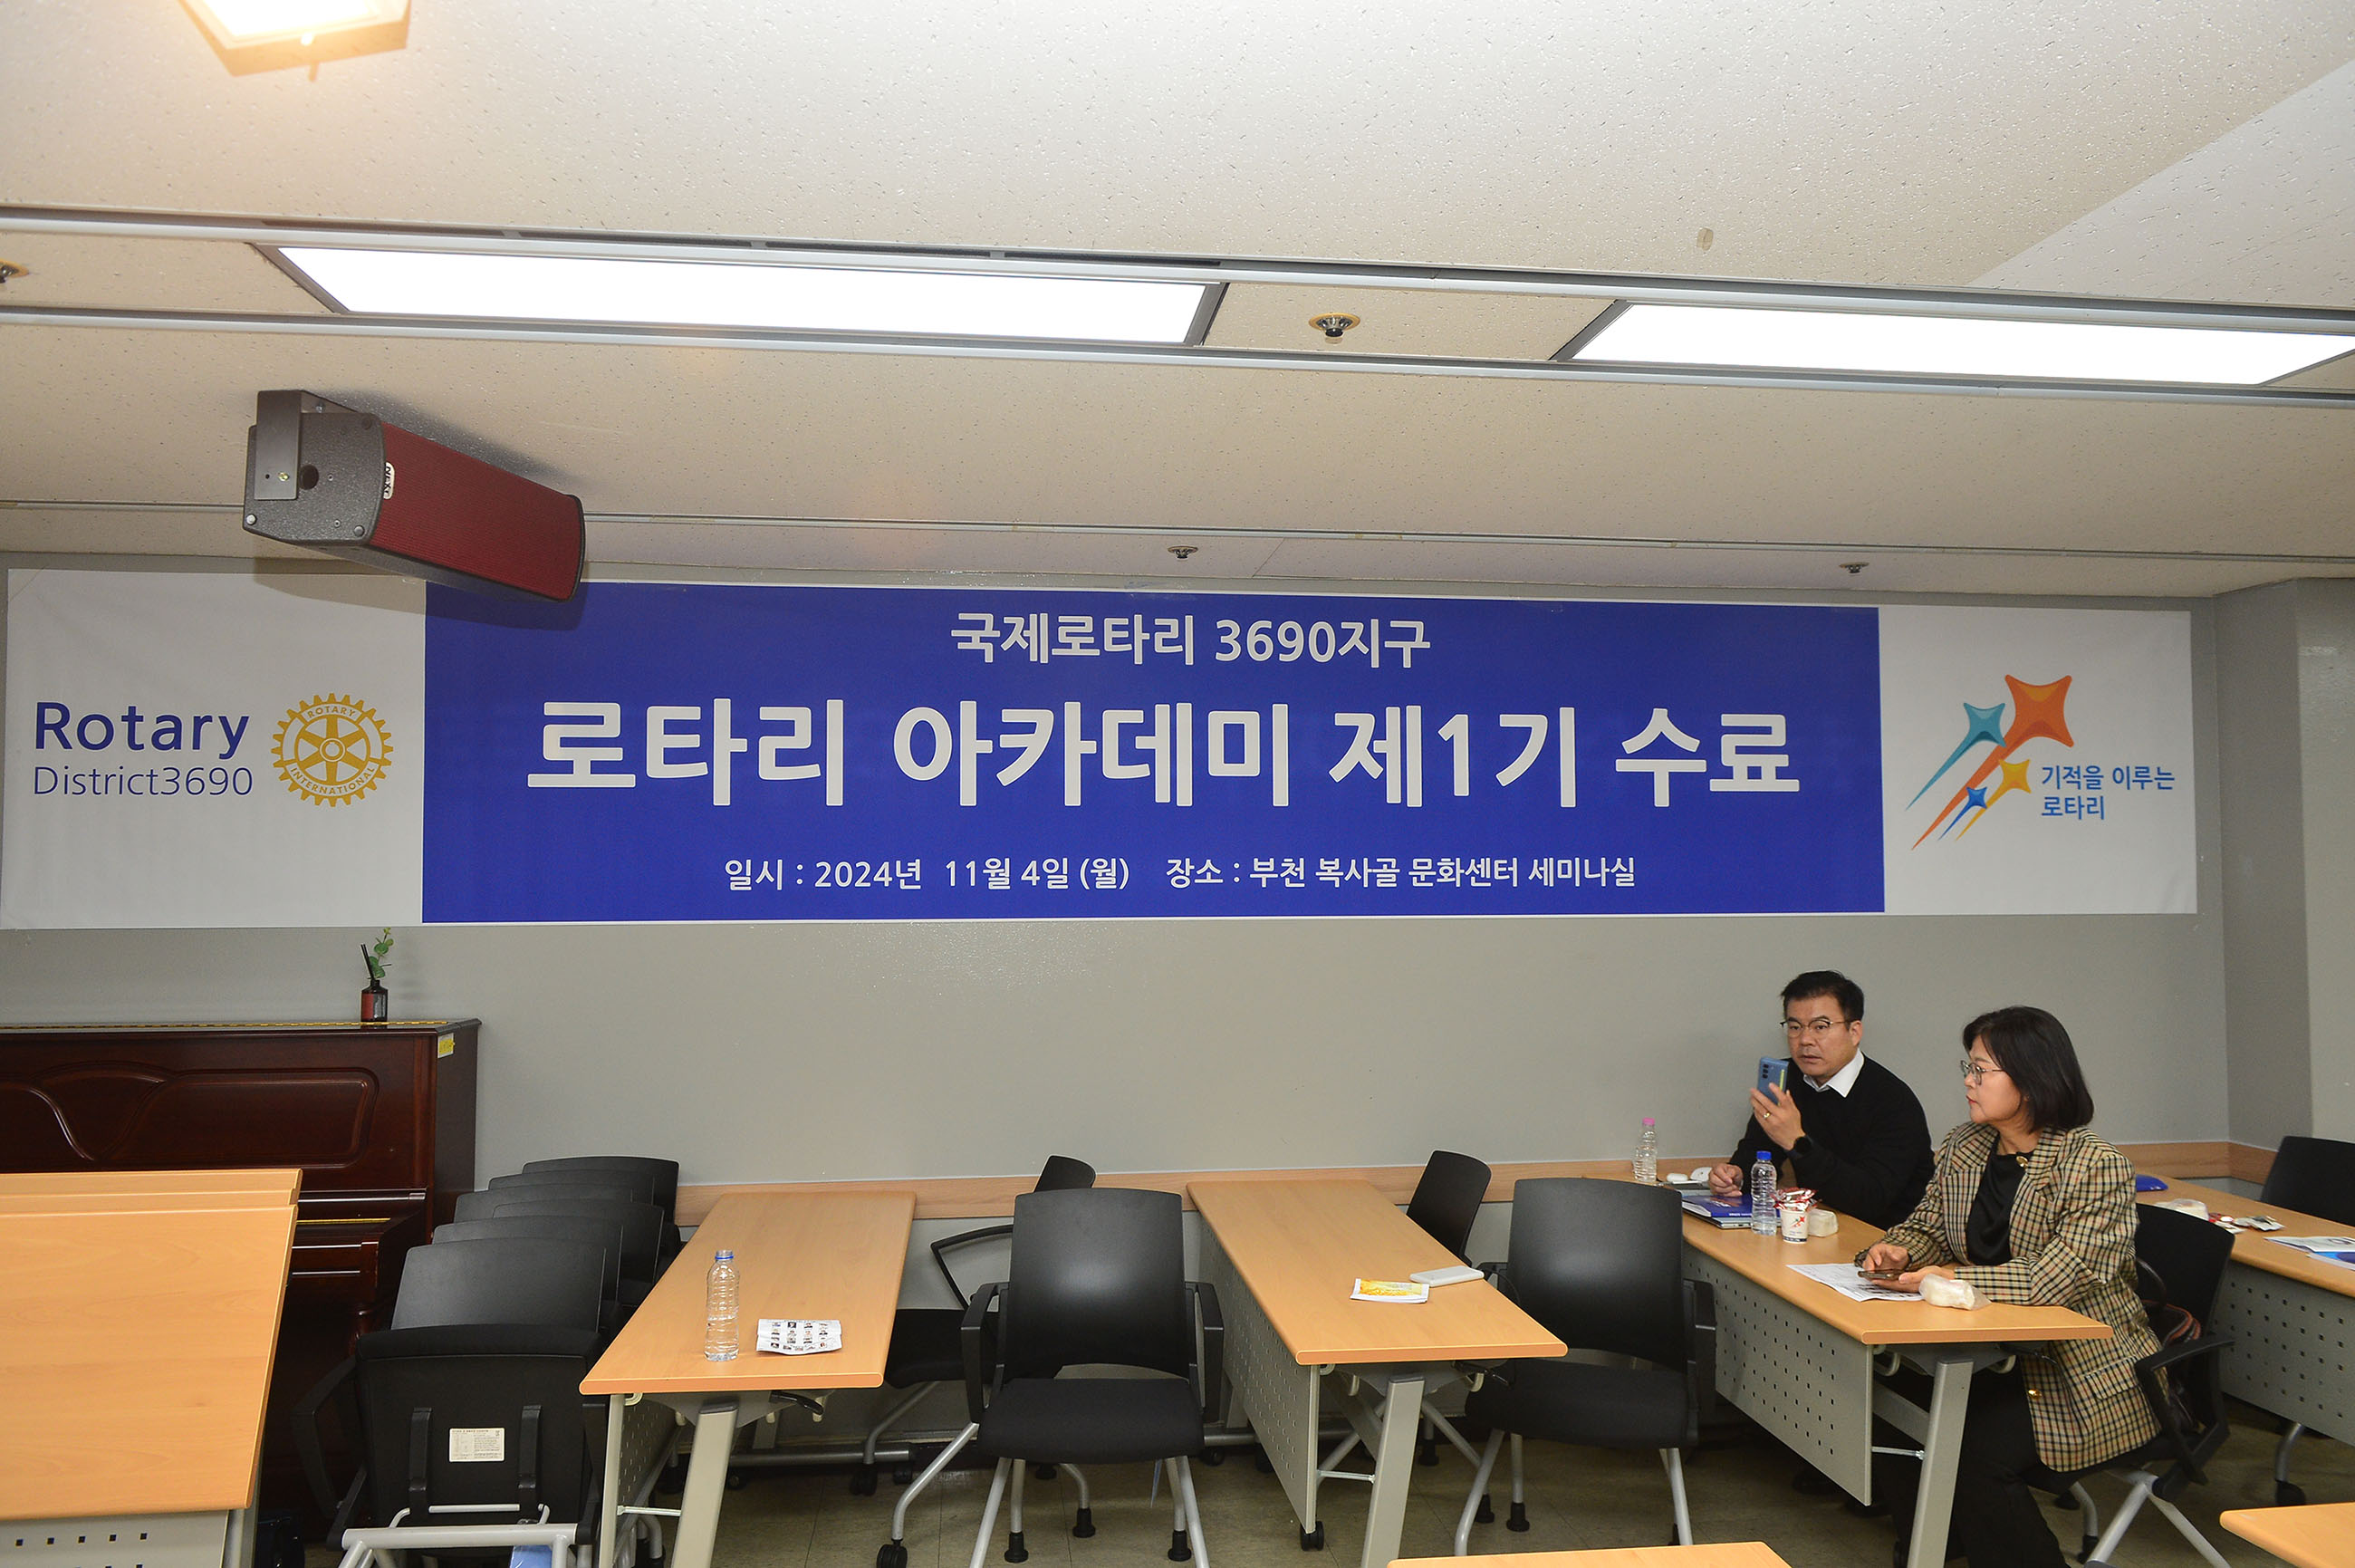 국제로타리 3690지구
로타리 아카데미 제1기 수료
일시 : 2024년 11월 4일 (월) 장소 : 부천 복사골 문화센터 세미나실
Rotary
District3690
ROTARY
INTERNATIONAL
기적을 이루는
로타리